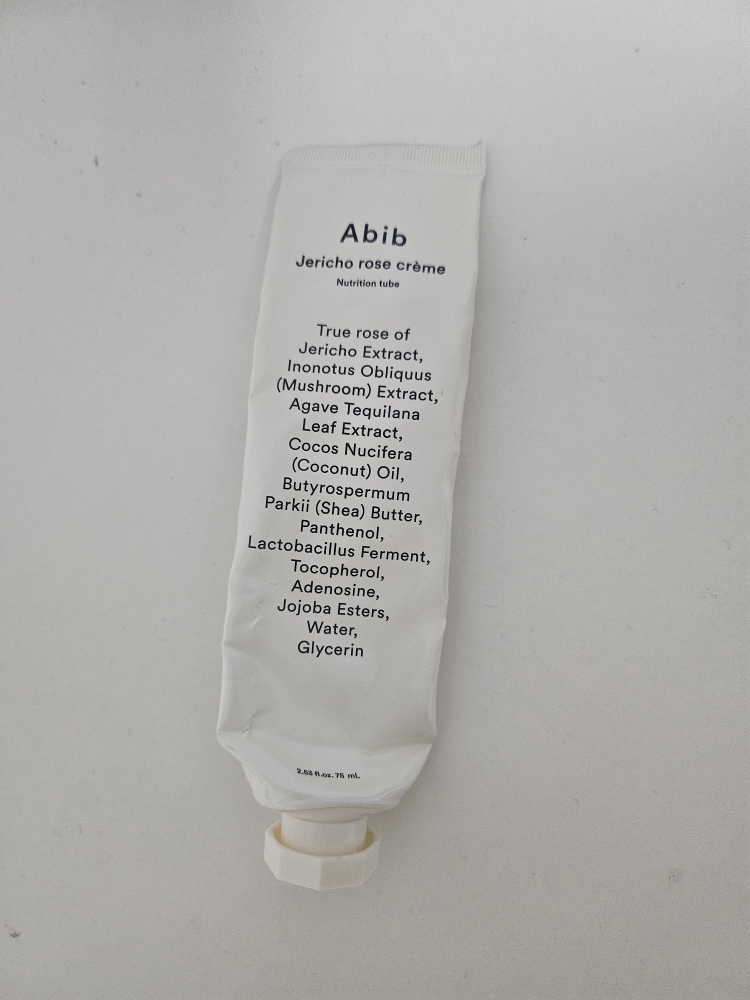 Abib
Jericho rose crème
Nutrition tube
True rose of
Jericho Extract,
Inonotus Obliquus
(Mushroom) Extract,
Agave Tequilana
Leaf Extract,
Cocos Nucifera
(Coconut) Oil,
Butyrospermum
Parkii (Shea) Butter,
Panthenol,
Lactobacillus Ferment,
Tocopherol,
Adenosine,
Jojoba Esters,
Water,
Glycerin
2.53 fl.oz. 75 ml.